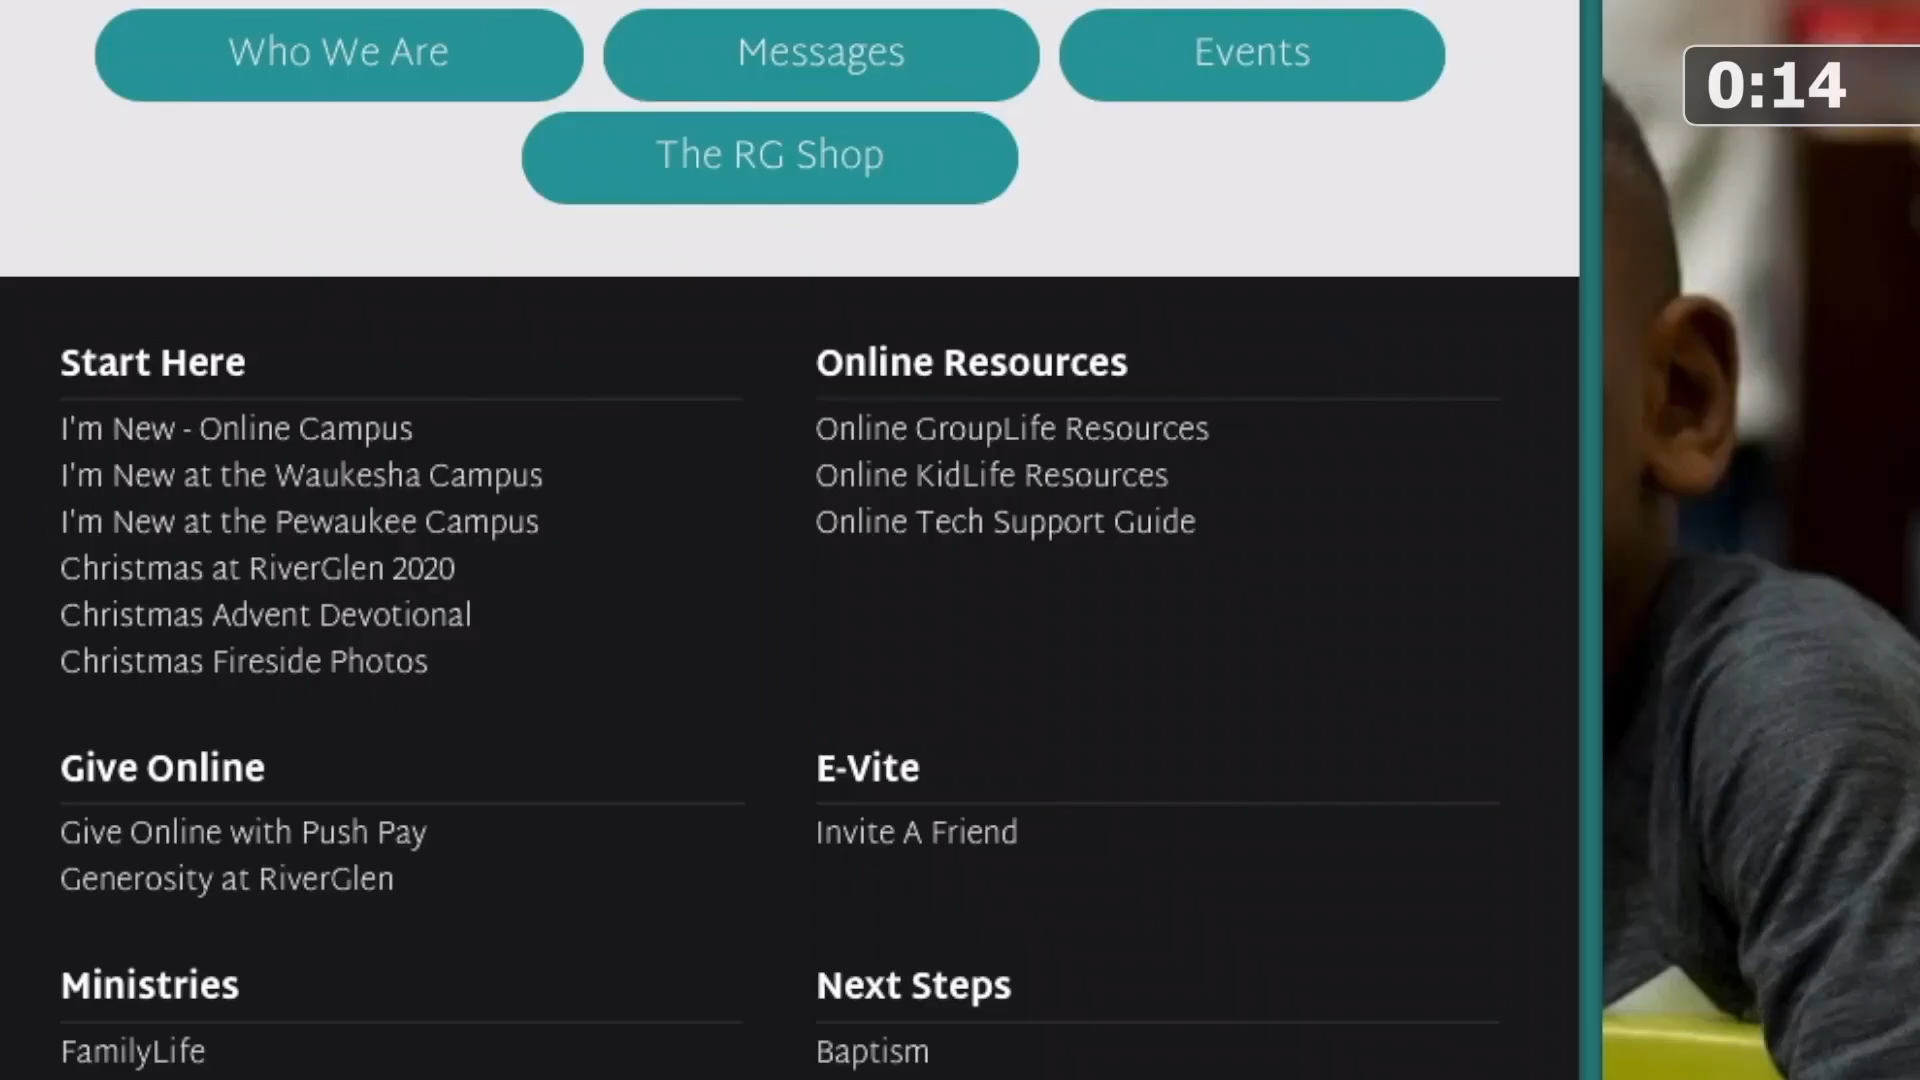 Who We Are
Messages
Events
The RG Shop
0:14
Start Here
I'm New - Online Campus
I'm New at the Waukesha Campus
I'm New at the Pewaukee Campus
Christmas at RiverGlen 2020
Christmas Advent Devotional
Christmas Fireside Photos
Online Resources
Online GroupLife Resources
Online KidLife Resources
Online Tech Support Guide
Give Online
Give Online with Push Pay
Generosity at RiverGlen
E-Vite
Invite A Friend
Ministries
FamilyLife
Next Steps
Baptism